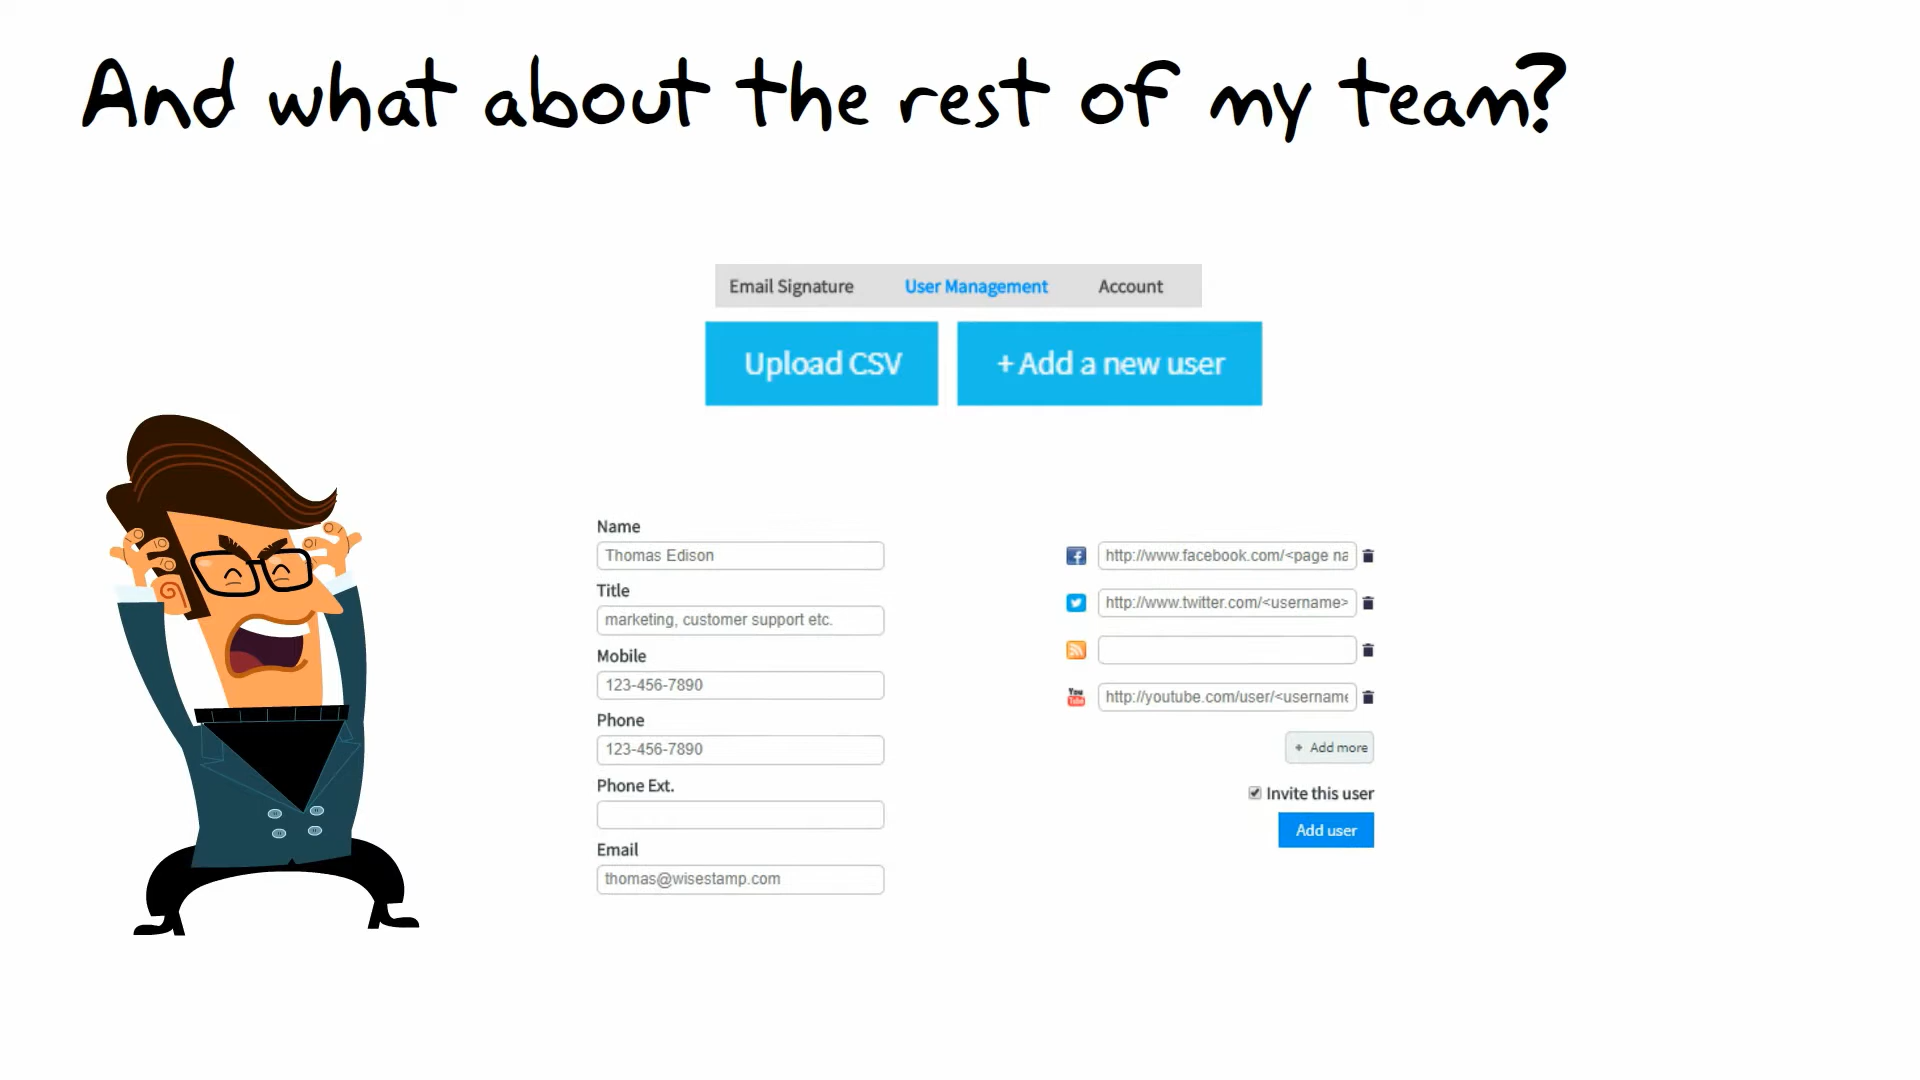 And what about the rest of my team?
Email Signature User Management Account
Upload CSV + Add a new user
Name
Thomas Edison
Title
marketing, customer support etc.
Mobile
123-456-7890
Phone
123-456-7890
Phone Ext.
Email
thomas@wisestamp.com
http://www.facebook.com/<page na
http://www.twitter.com/<username>
You Tube
http://youtube.com/user/<username
+ Add more
Invite this user
Add user